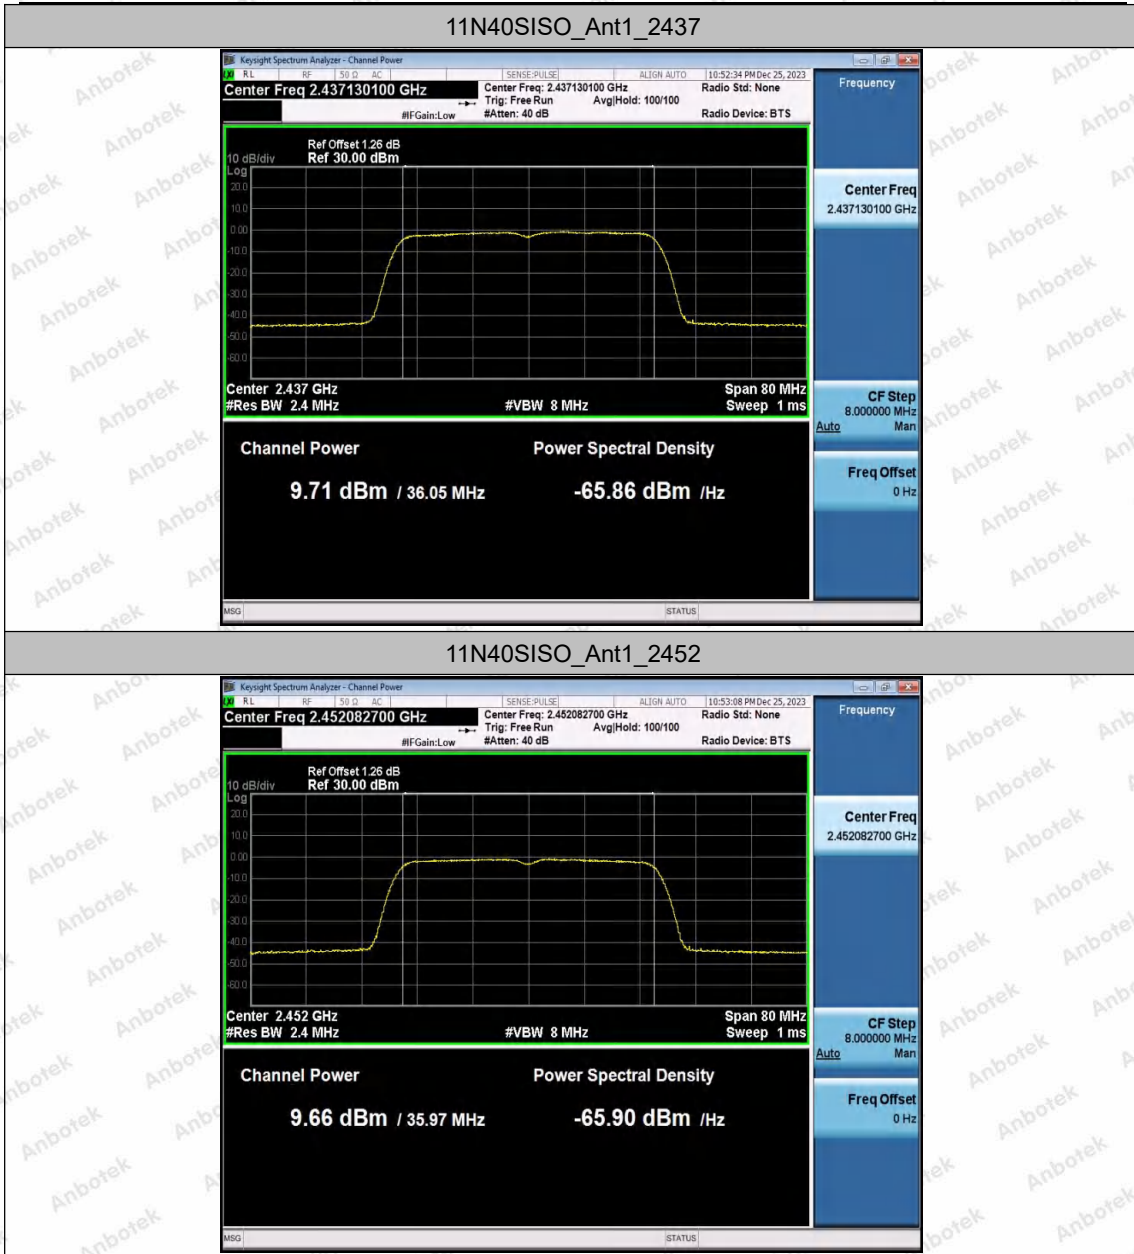 11N40SISO_Ant1_2437
Keysight Spectrum Analyzer - Channel Power
RL RF 50 Ω AC SENSE:PULSE ALIGN AUTO 10:52:34 PM Dec 25, 2023
Center Freq 2.437130100 GHz Center Freq: 2.437130100 GHz Radio Std: None
Trig: Free Run Avg|Hold: 100/100
#IFGain:Low #Atten: 40 dB Radio Device: BTS
Frequency
Ref Offset 1.26 dB
10 dB/div Ref 30.00 dBm
Log
20.0
10.0
0.00
-10.0
-20.0
-30.0
-40.0
-50.0
-60.0
Center Freq
2.437130100 GHz
Center 2.437 GHz Span 80 MHz
#Res BW 2.4 MHz #VBW 8 MHz Sweep 1 ms
CF Step
8.000000 MHz
Auto Man
Channel Power Power Spectral Density
Freq Offset
0 Hz
9.71 dBm / 36.05 MHz -65.86 dBm /Hz
MSG STATUS
11N40SISO_Ant1_2452
Keysight Spectrum Analyzer - Channel Power
RL RF 50 Ω AC SENSE:PULSE ALIGN AUTO 10:53:08 PM Dec 25, 2023
Center Freq 2.452082700 GHz Center Freq: 2.452082700 GHz Radio Std: None
Trig: Free Run Avg|Hold: 100/100
#IFGain:Low #Atten: 40 dB Radio Device: BTS
Frequency
Ref Offset 1.26 dB
10 dB/div Ref 30.00 dBm
Log
20.0
10.0
0.00
-10.0
-20.0
-30.0
-40.0
-50.0
-60.0
Center Freq
2.452082700 GHz
Center 2.452 GHz Span 80 MHz
#Res BW 2.4 MHz #VBW 8 MHz Sweep 1 ms
CF Step
8.000000 MHz
Auto Man
Channel Power Power Spectral Density
Freq Offset
0 Hz
9.66 dBm / 35.97 MHz -65.90 dBm /Hz
MSG STATUS